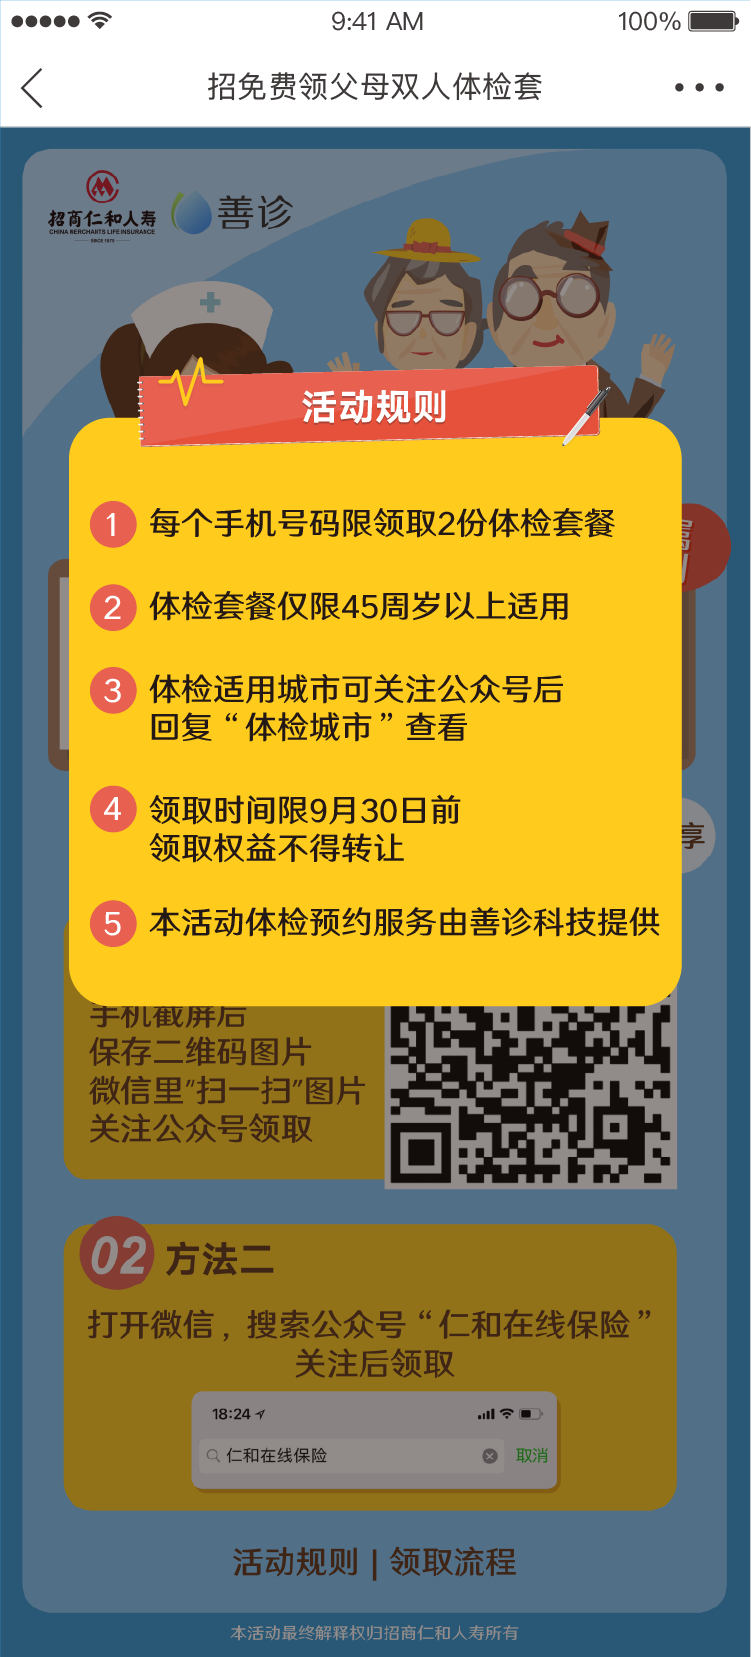 9:41 AM
100%
招免费领父母双人体检套
招商仁和人寿
CHINA MERCHANTS LIFE INSURANCE
SINCE 1875
善诊
活动规则
1 每个手机号码限领取2份体检套餐
2 体检套餐仅限45周岁以上适用
3 体检适用城市可关注公众号后
回复“体检城市”查看
4 领取时间限9月30日前
领取权益不得转让
享
5 本活动体检预约服务由善诊科技提供
手机截屏后
保存二维码图片
微信里"扫一扫"图片
关注公众号领取
02 方法二
打开微信，搜索公众号“仁和在线保险”
关注后领取
18:24
仁和在线保险
取消
活动规则 | 领取流程
本活动最终解释权归招商仁和人寿所有